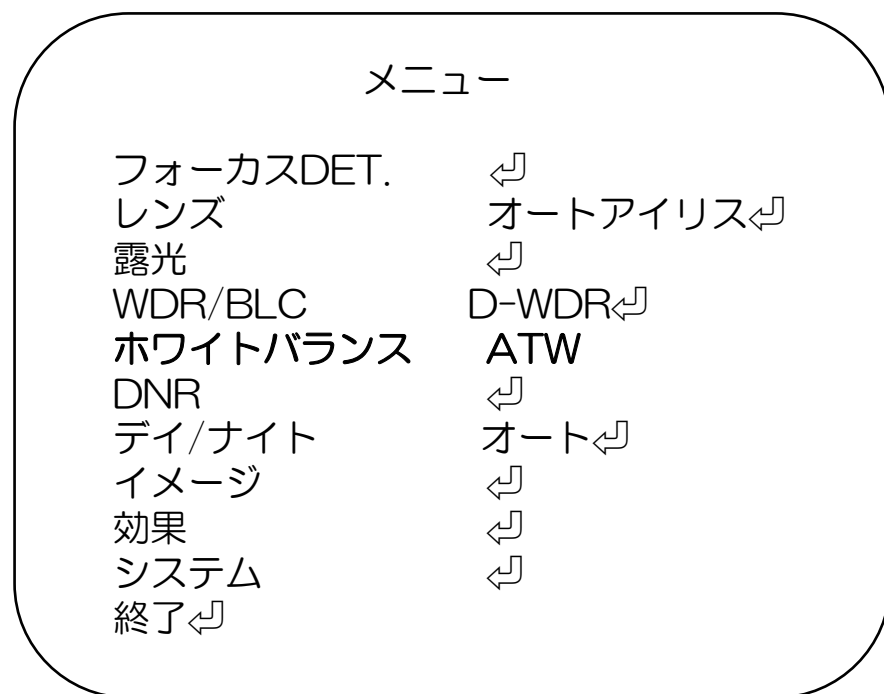 メニュー
フォーカスDET. ⏎
レンズ オートアイリス⏎
露光 ⏎
WDR/BLC D-WDR⏎
ホワイトバランス ATW
DNR ⏎
デイ/ナイト オート⏎
イメージ ⏎
効果 ⏎
システム ⏎
終了⏎